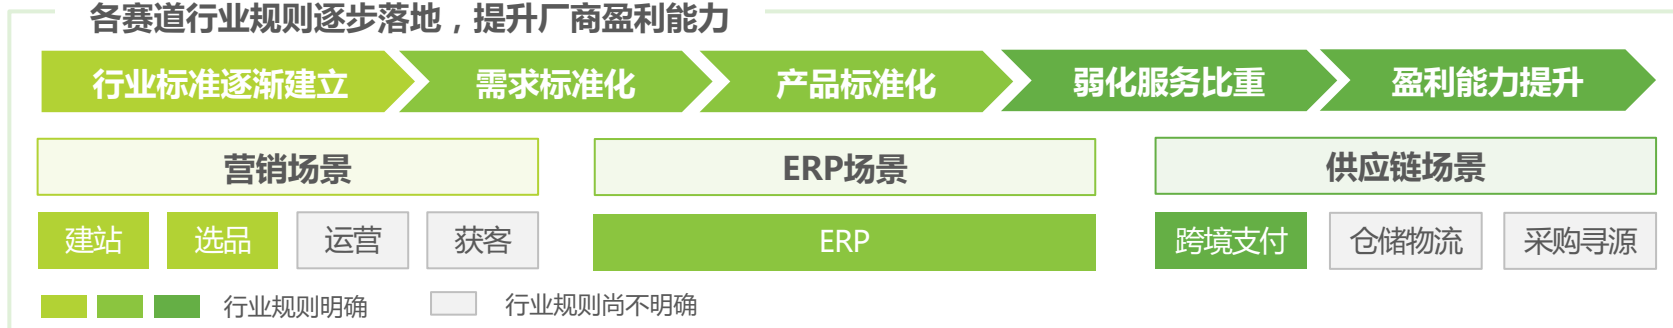 各赛道行业规则逐步落地，提升厂商盈利能力
行业标准逐渐建立 需求标准化 产品标准化 弱化服务比重 盈利能力提升
营销场景 ERP场景 供应链场景
建站 选品 运营 获客 ERP 跨境支付 仓储物流 采购寻源
行业规则明确 行业规则尚不明确